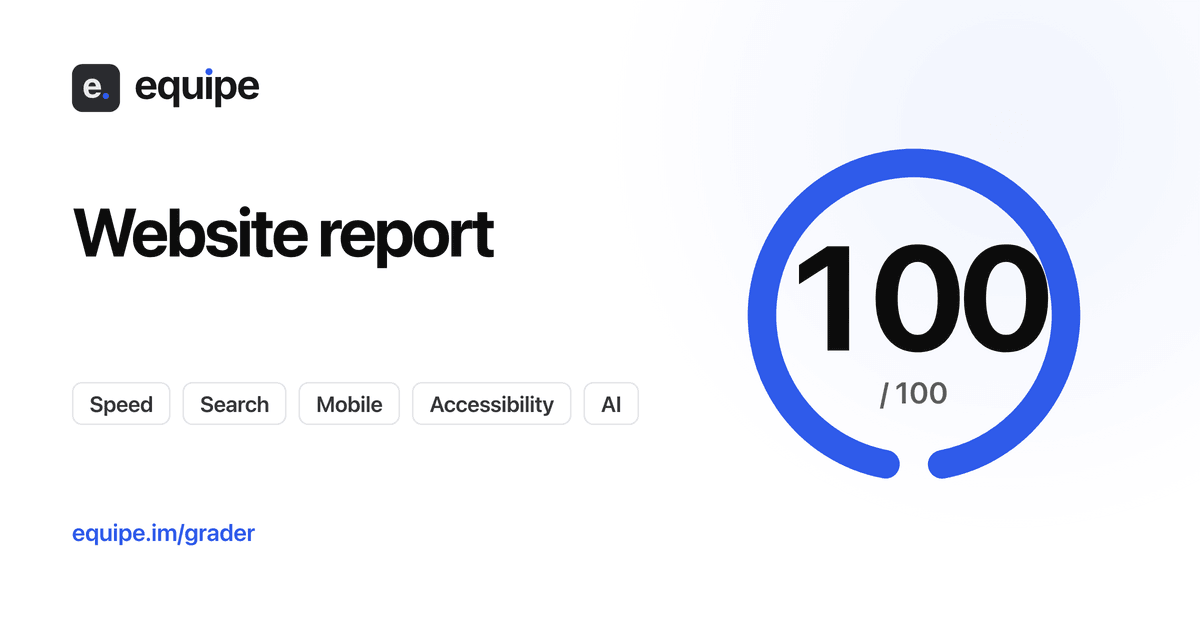 e. equipe
Website report
100
/ 100
Speed Search Mobile Accessibility AI
equipe.im/grader